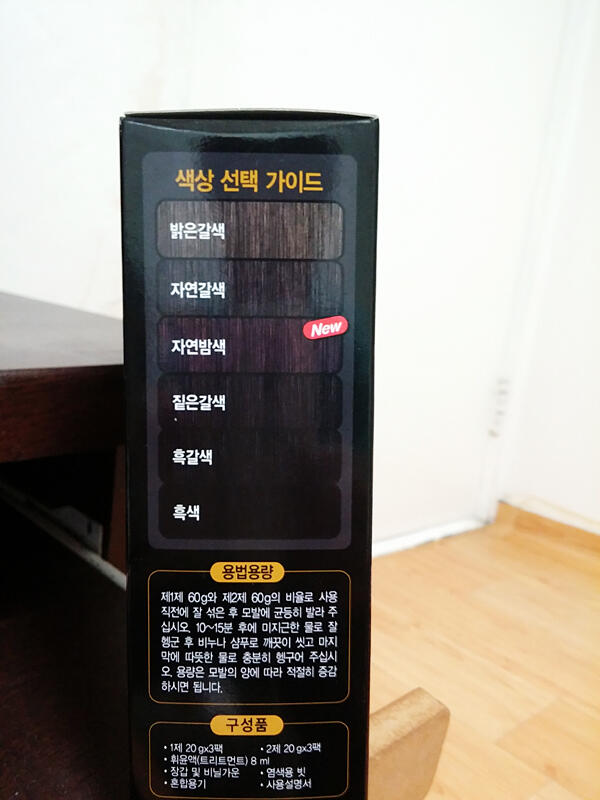 색상 선택 가이드
밝은갈색
자연갈색
New
자연밤색
짙은갈색
흑갈색
흑색
용법용량
제1제 60g와 제2제 60g의 비율로 사용
직전에 잘 섞은 후 모발에 균등히 발라 주
십시오. 10~15분 후에 미지근한 물로 잘
헹군 후 비누나 샴푸로 깨끗이 씻고 마지
막에 따뜻한 물로 충분히 헹구어 주십시
오. 용량은 모발의 양에 따라 적절히 증감
하시면 됩니다.
구성품
• 1제 20 gx3팩 • 2제 20 gx3팩
• 휘윤액(트리트먼트) 8 ml
• 장갑 및 비닐가운 • 염색용 빗
• 혼합용기 • 사용설명서